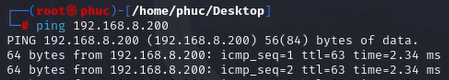 ┌──(root㉿phuc)-[/home/phuc/Desktop]
└─# ping 192.168.8.200
PING 192.168.8.200 (192.168.8.200) 56(84) bytes of data.
64 bytes from 192.168.8.200: icmp_seq=1 ttl=63 time=2.34 ms
64 bytes from 192.168.8.200: icmp_seq=2 ttl=63 time=2.34 ms